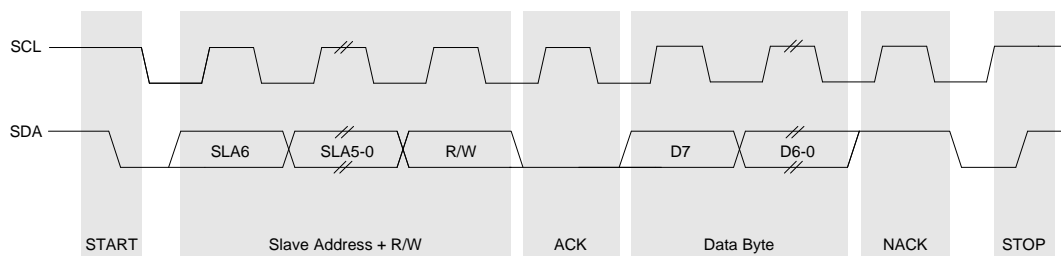 SCL
SDA
SLA6 SLA5-0 R/W D7 D6-0
START Slave Address + R/W ACK Data Byte NACK STOP